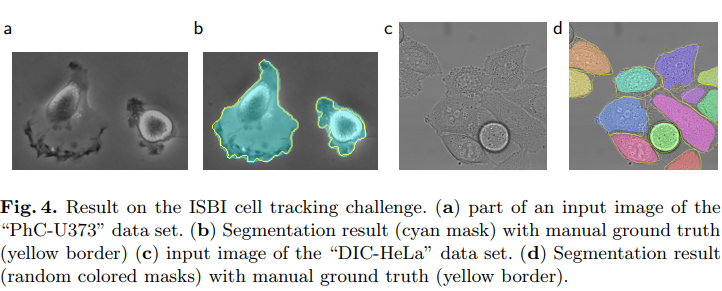 a b c d
Fig. 4. Result on the ISBI cell tracking challenge. (a) part of an input image of the
“PhC-U373” data set. (b) Segmentation result (cyan mask) with manual ground truth
(yellow border) (c) input image of the “DIC-HeLa” data set. (d) Segmentation result
(random colored masks) with manual ground truth (yellow border).